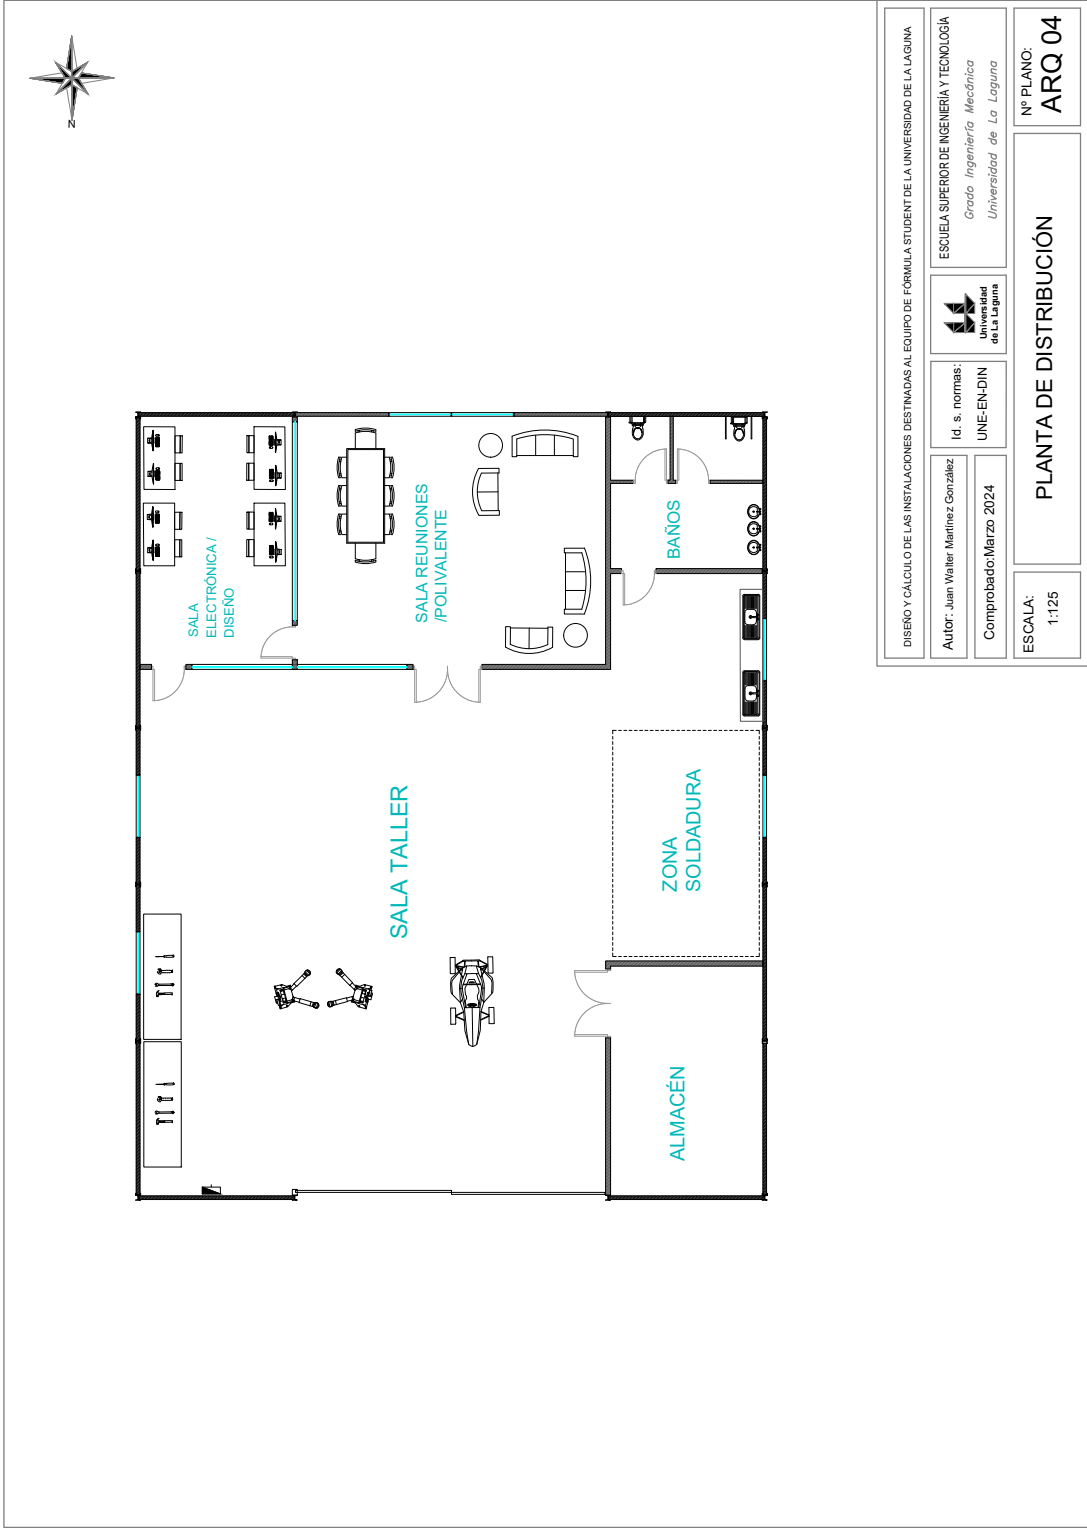 N
SALA
ELECTRÓNICA /
DISEÑO
SALA REUNIONES
/POLIVALENTE
BAÑOS
SALA TALLER
ZONA
SOLDADURA
ALMACÉN
DISEÑO Y CÁLCULO DE LAS INSTALACIONES DESTINADAS AL EQUIPO DE FÓRMULA STUDENT DE LA UNIVERSIDAD DE LA LAGUNA
Autor: Juan Walter Martínez González
Comprobado:Marzo 2024
Id. s. normas:
UNE-EN-DIN
Universidad
de La Laguna
ESCUELA SUPERIOR DE INGENIERÍA Y TECNOLOGÍA
Grado Ingeniería Mecánica
Universidad de La Laguna
ESCALA:
1:125
PLANTA DE DISTRIBUCIÓN
Nº PLANO:
ARQ 04